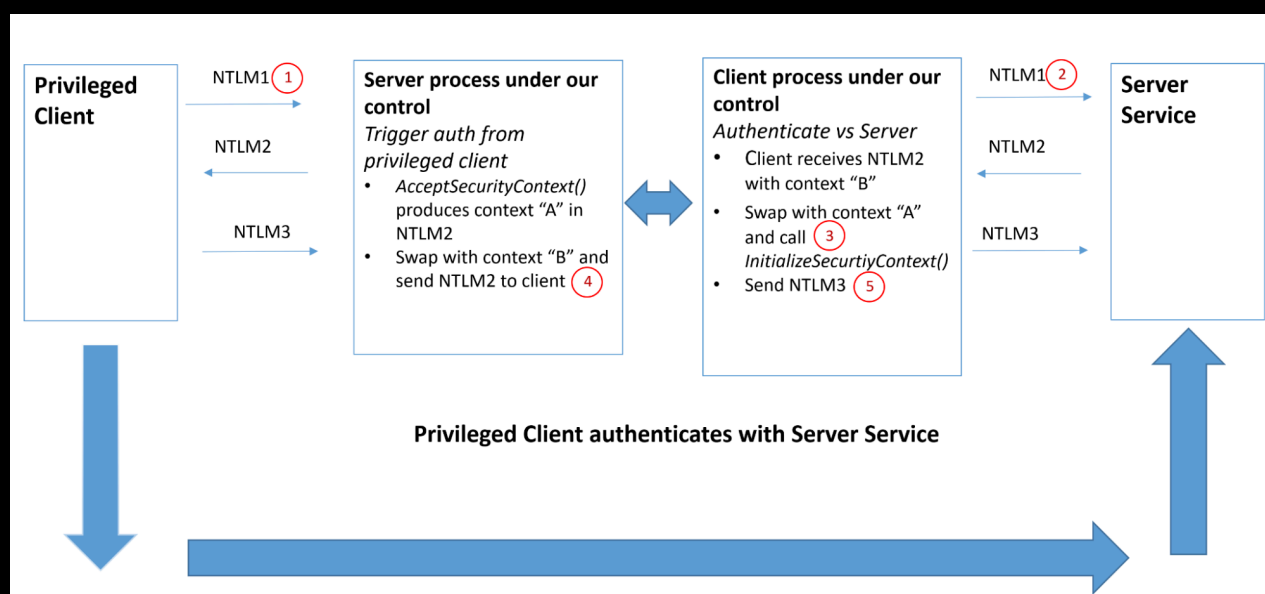 Privileged
Client
NTLM1 1
NTLM2
NTLM3
Server process under our
control
Trigger auth from
privileged client
• AcceptSecurityContext()
produces context “A” in
NTLM2
• Swap with context “B” and
send NTLM2 to client 4
Client process under our
control
Authenticate vs Server
• Client receives NTLM2
with context “B”
• Swap with context “A”
and call 3
InitializeSecurtiyContext()
• Send NTLM3 5
NTLM1 2
NTLM2
NTLM3
Server
Service
Privileged Client authenticates with Server Service